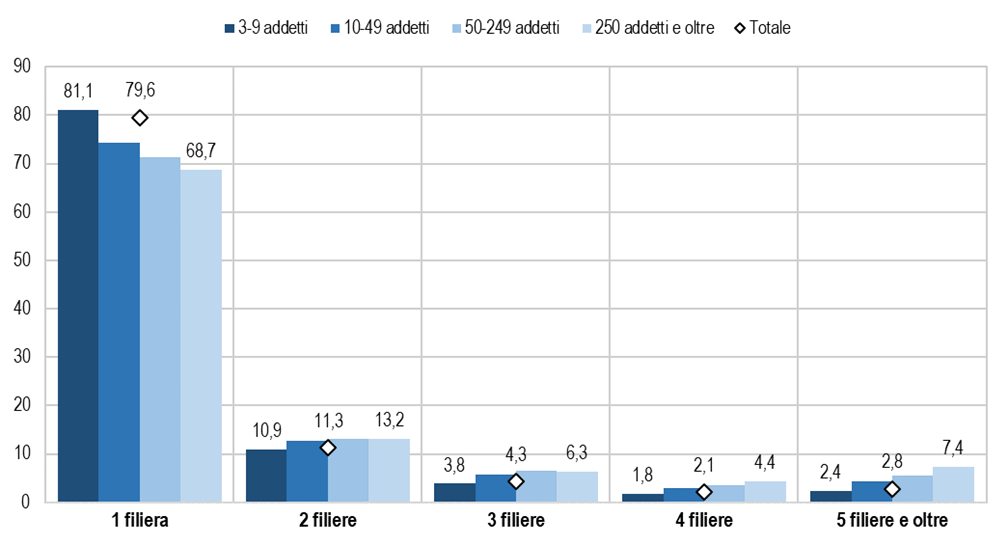 3-9 addetti 10-49 addetti 50-249 addetti 250 addetti e oltre Totale
90
80
70
60
50
40
30
20
10
0
81,1 79,6 68,7
10,9 11,3 13,2
3,8 4,3 6,3
1,8 2,1 4,4
2,4 2,8 7,4
1 filiera 2 filiere 3 filiere 4 filiere 5 filiere e oltre